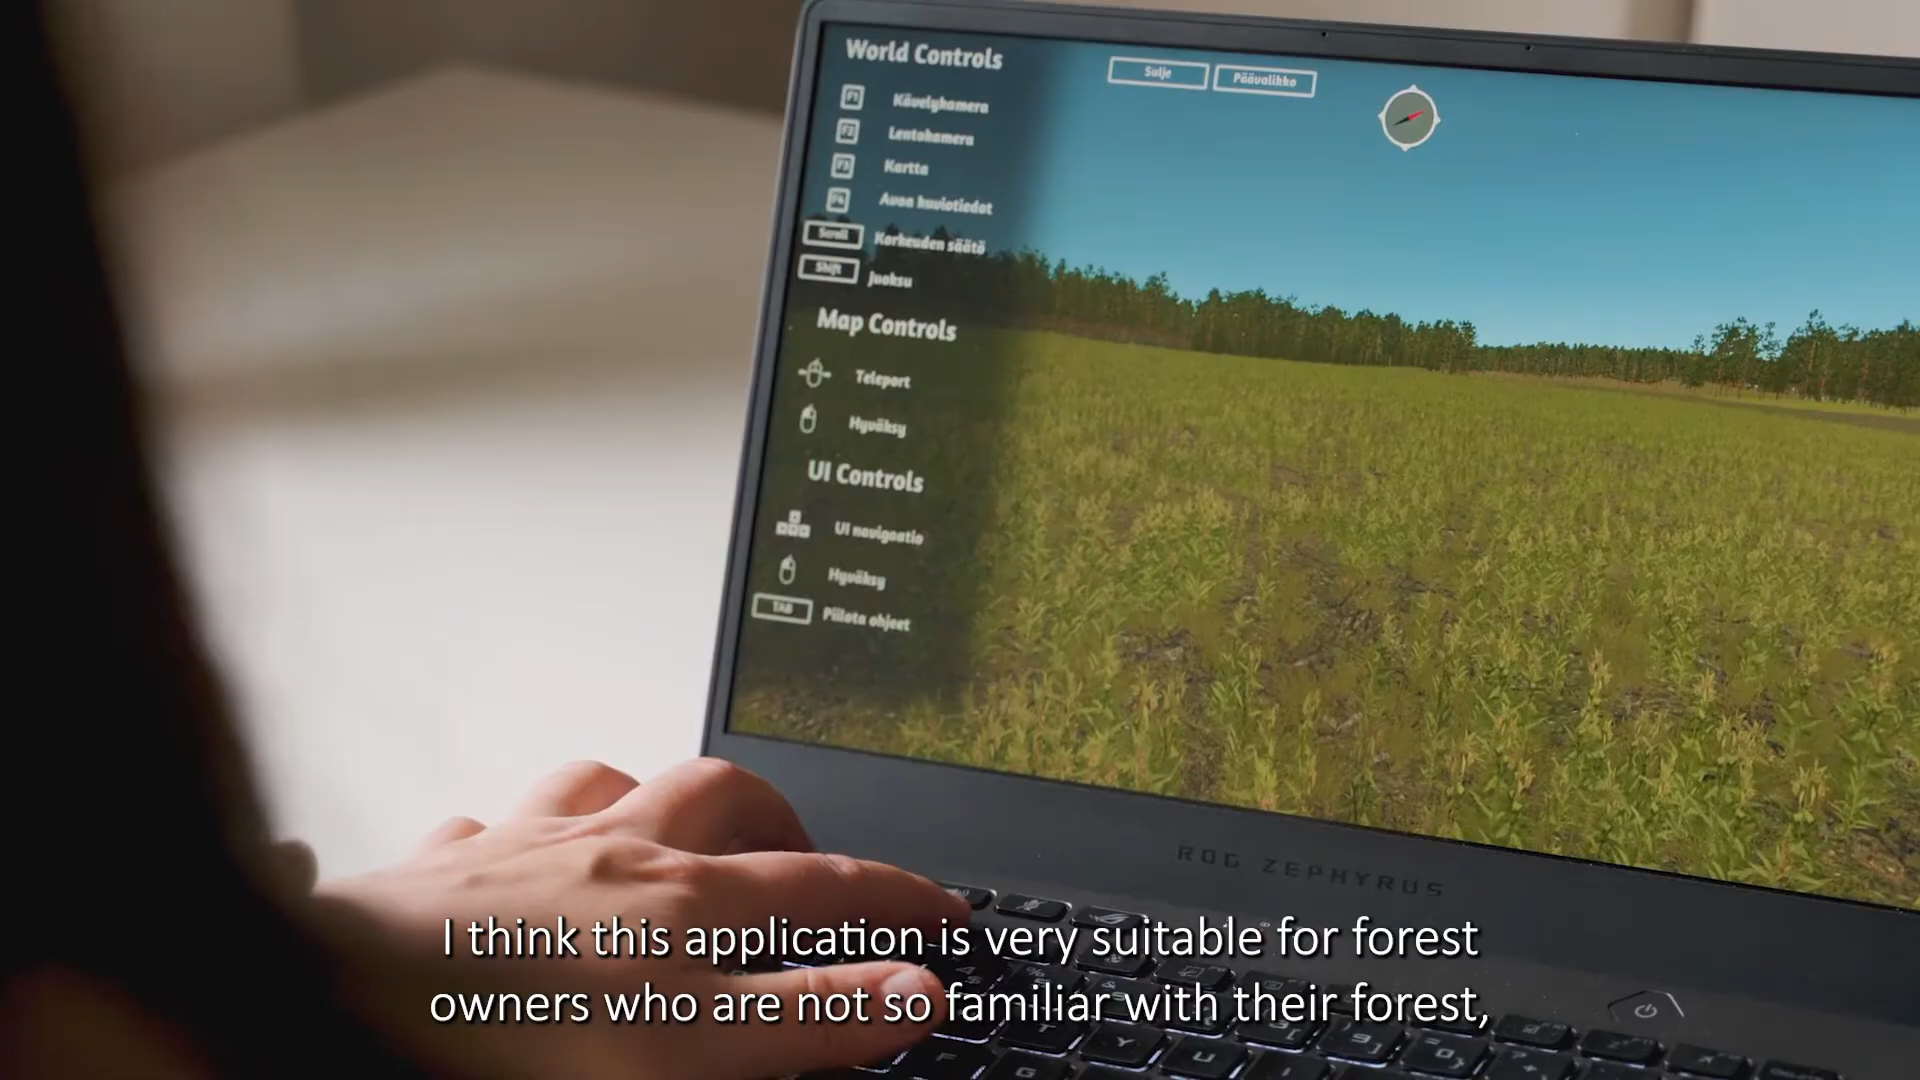 World Controls
F1 Kävelykamera
F2 Lentokamera
F3 Kartta
F4 Avaa kuviotiedot
Scroll Korkeuden säätö
Shift Juoksu
Map Controls
Teleport
Hyväksy
UI Controls
UI navigaatio
Hyväksy
TAB Piilota ohjeet
Sulje
Päävalikko
ROG ZEPHYRUS
I think this application is very suitable for forest
owners who are not so familiar with their forest,
T
Y
U
I
F
G